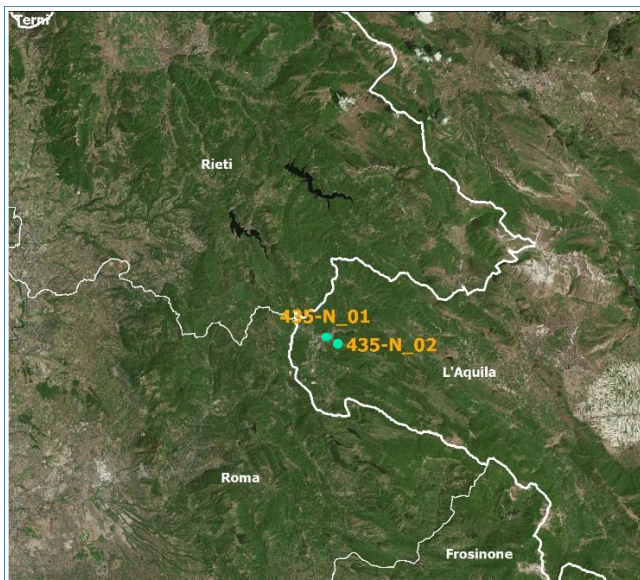 Terni
Rieti
435-N_01
435-N_02
L'Aquila
Roma
Frosinone